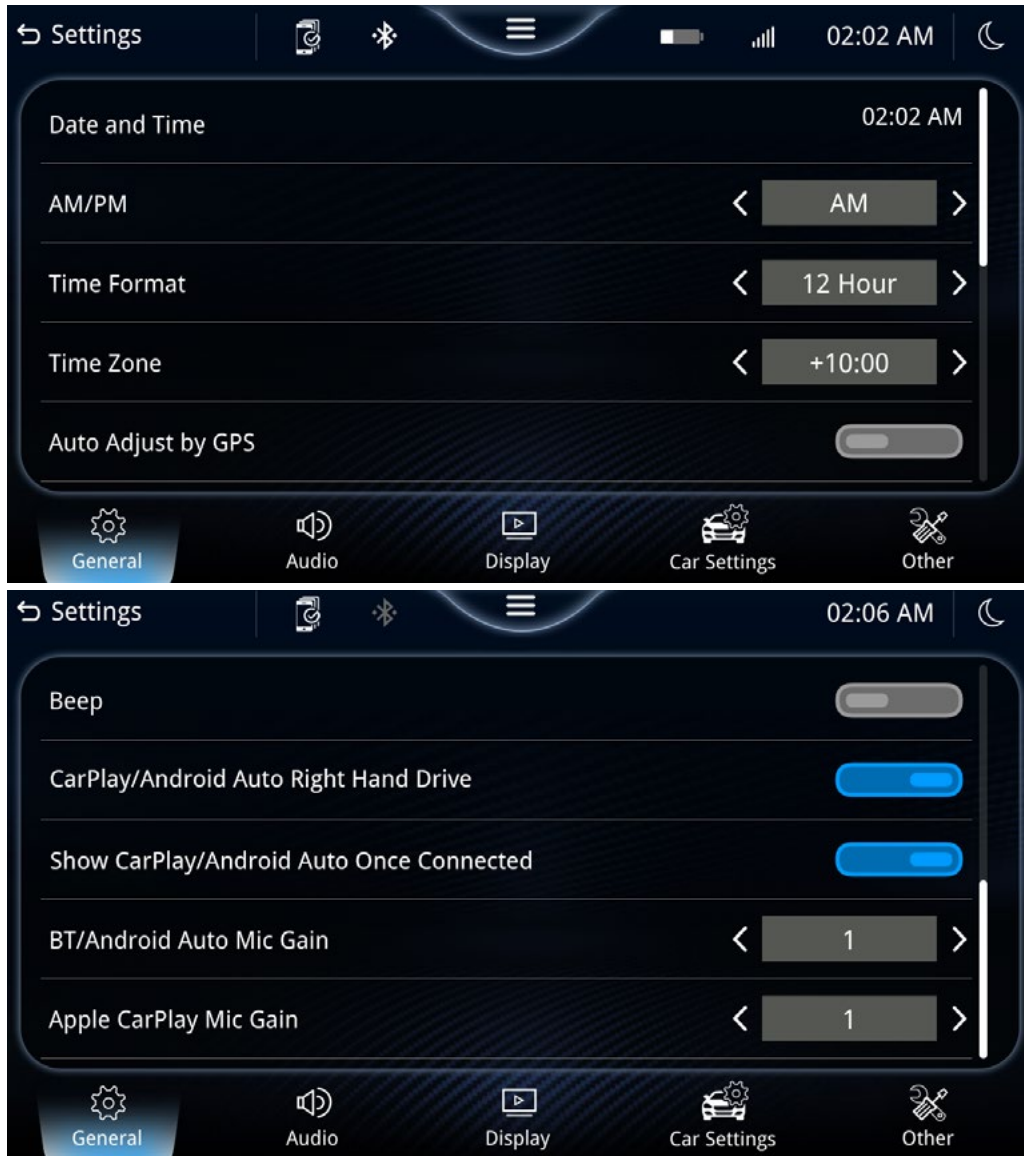 Settings 02:02 AM
Date and Time 02:02 AM
AM/PM AM
Time Format 12 Hour
Time Zone +10:00
Auto Adjust by GPS
General Audio Display Car Settings Other
Settings 02:06 AM
Beep
CarPlay/Android Auto Right Hand Drive
Show CarPlay/Android Auto Once Connected
BT/Android Auto Mic Gain 1
Apple CarPlay Mic Gain 1
General Audio Display Car Settings Other